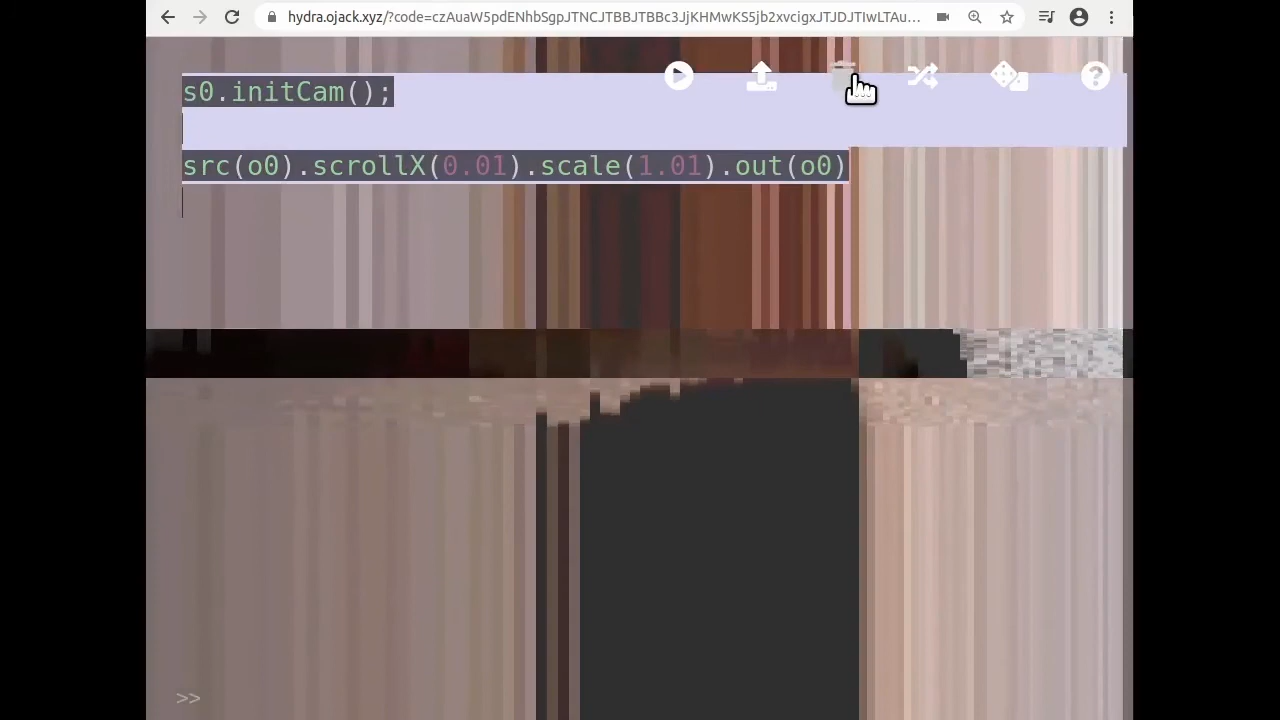 hydra.ojack.xyz/?code=czAuaW5pdENhbSgpJTNCJTBBJTBBc3JjKHMwKS5jb2xvcigxJTJDJTIwLTAu…
s0.initCam();
src(o0).scrollX(0.01).scale(1.01).out(o0)
>>